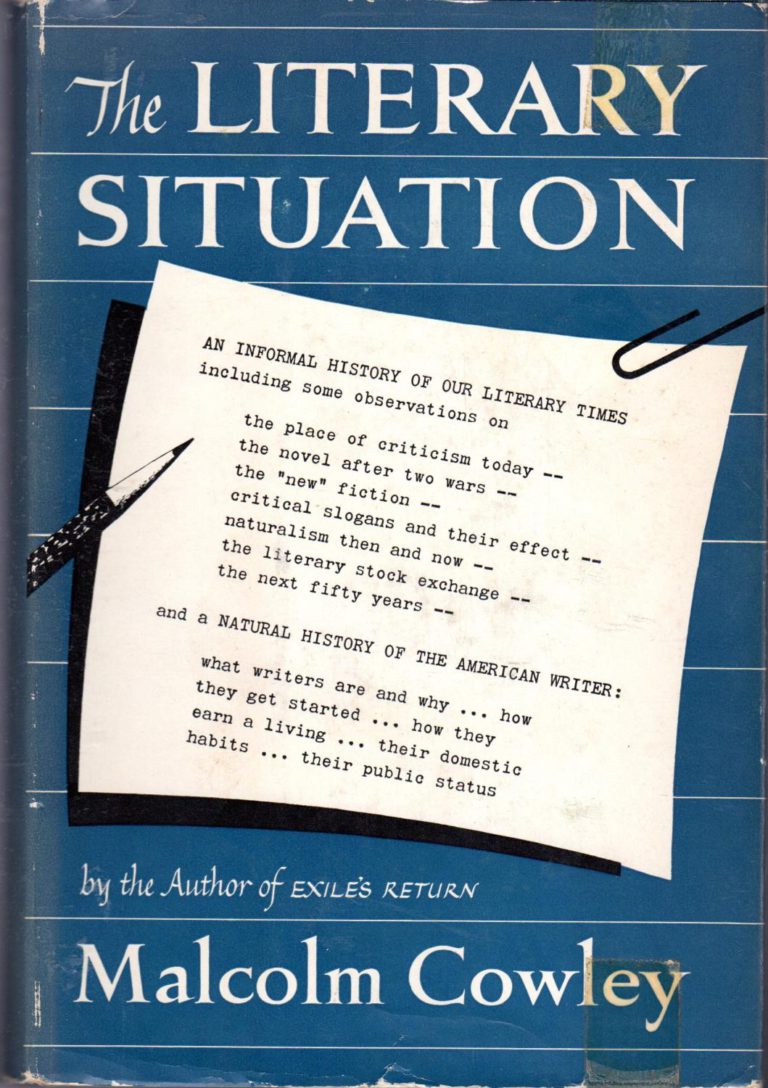 The LITERARY
SITUATION
AN INFORMAL HISTORY OF OUR LITERARY TIMES
including some observations on
the place of criticism today --
the novel after two wars --
the "new" fiction --
critical slogans and their effect --
naturalism then and now --
the literary stock exchange --
the next fifty years --
and a NATURAL HISTORY OF THE AMERICAN WRITER:
what writers are and why ... how
they get started ... how they
earn a living ... their domestic
habits ... their public status
by the Author of EXILE'S RETURN
Malcolm Cowley